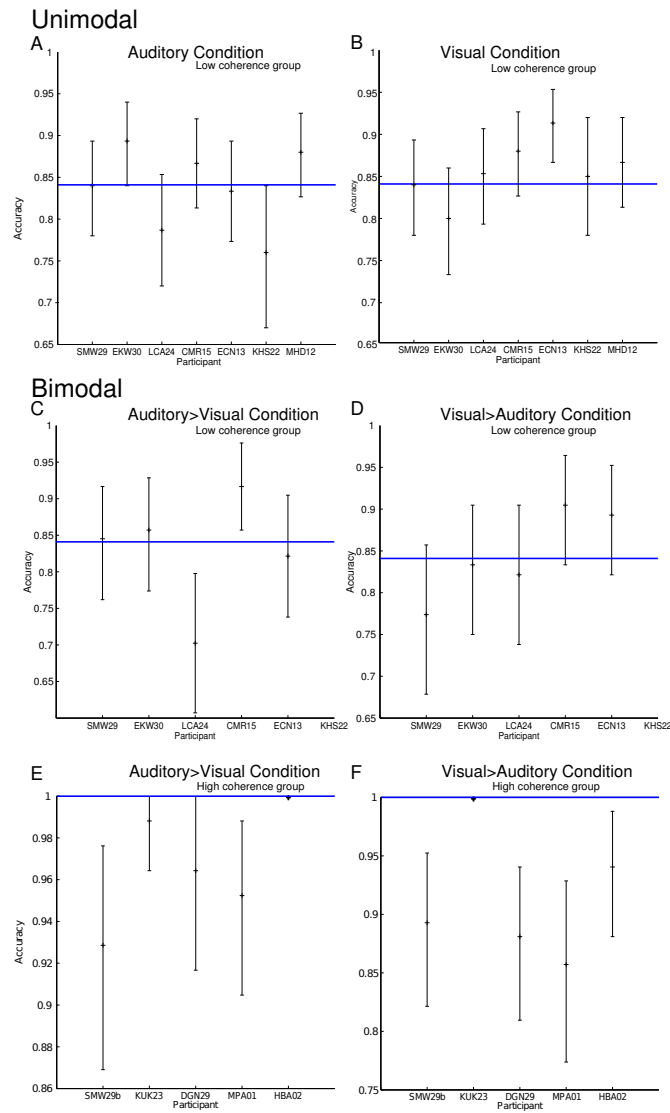 Unimodal
A
Auditory Condition
Low coherence group
1
0.95
0.9
0.85
0.8
0.75
0.7
0.65
Accuracy
SMW29 EKW30 LCA24 CMR15 ECN13 KHS22 MHD12
Participant
B
Visual Condition
Low coherence group
1
0.95
0.9
0.85
0.8
0.75
0.7
0.65
Accuracy
SMW29 EKW30 LCA24 CMR15 ECN13 KHS22 MHD12
Participant
Bimodal
C
Auditory>Visual Condition
Low coherence group
1
0.95
0.9
0.85
0.8
0.75
0.7
0.65
Accuracy
SMW29 EKW30 LCA24 CMR15 ECN13 KHS22
Participant
D
Visual>Auditory Condition
Low coherence group
1
0.95
0.9
0.85
0.8
0.75
0.7
0.65
Accuracy
SMW29 EKW30 LCA24 CMR15 ECN13 KHS22
Participant
E
Auditory>Visual Condition
High coherence group
1
0.98
0.96
0.94
0.92
0.9
0.88
0.86
Accuracy
SMW29b KUK23 DGN29 MPA01 HBA02
Participant
F
Visual>Auditory Condition
High coherence group
1
0.95
0.9
0.85
0.8
0.75
Accuracy
SMW29b KUK23 DGN29 MPA01 HBA02
Participant